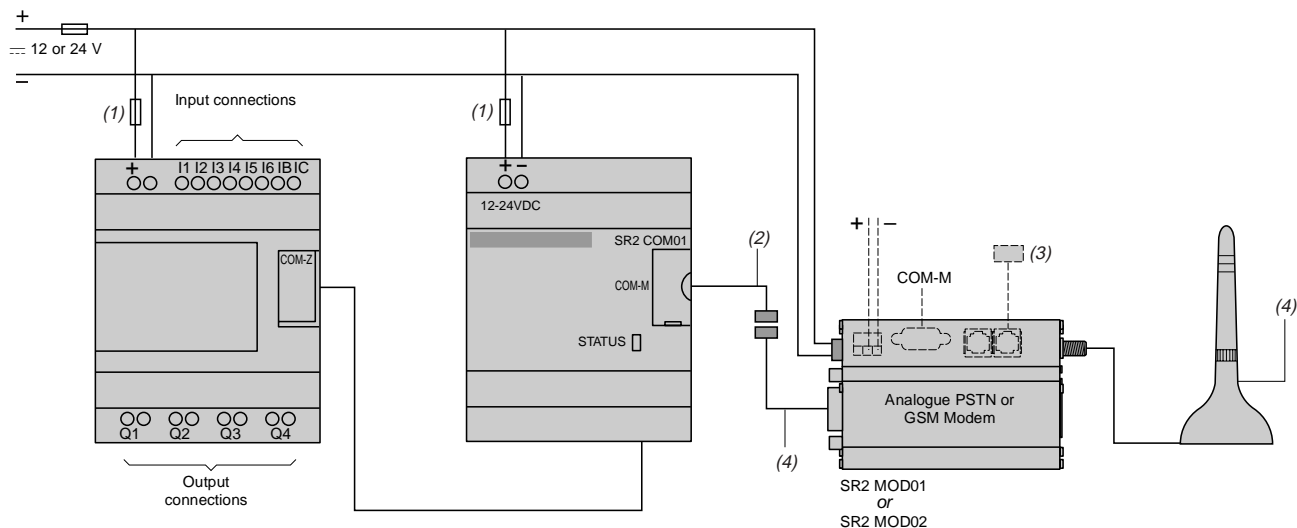 +
12 or 24 V
–
(1)
Input connections
(1)
+
I1 I2 I3 I4 I5 I6 IB IC
+ –
12-24VDC
SR2 COM01
COM-Z
COM-M
STATUS
(2)
+ –
COM-M
(3)
(4)
Analogue PSTN or
GSM Modem
(4)
Q1 Q2 Q3 Q4
Output
connections
SR2 MOD01
or
SR2 MOD02